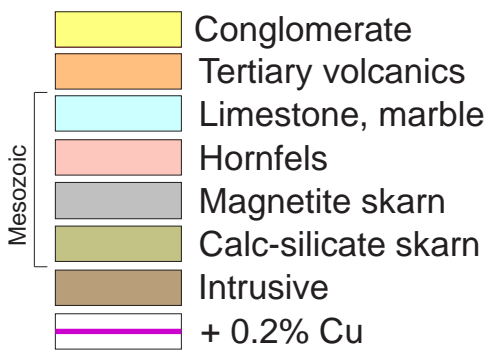 Conglomerate
Tertiary volcanics
Limestone, marble
Hornfels
Magnetite skarn
Calc-silicate skarn
Intrusive
+ 0.2% Cu
Mesozoic